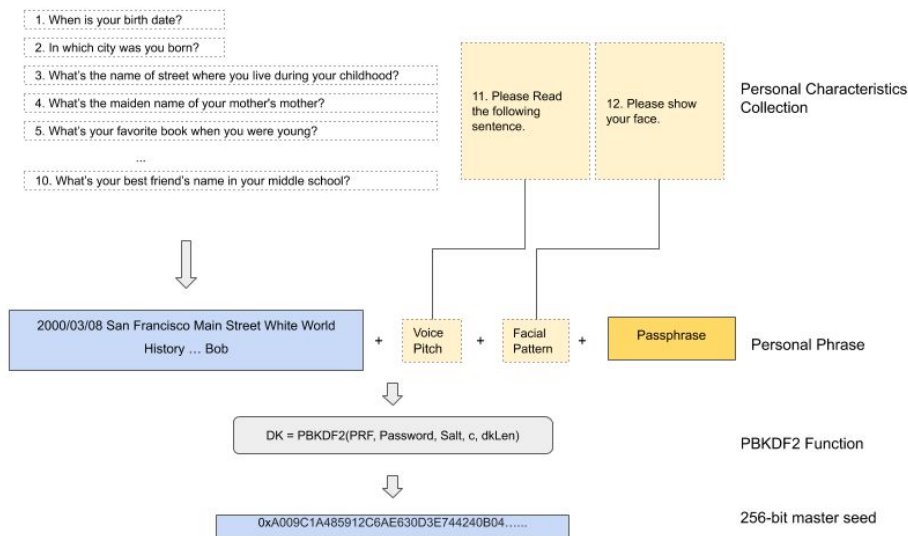 1. When is your birth date?
2. In which city was you born?
3. What's the name of street where you live during your childhood?
4. What's the maiden name of your mother's mother?
5. What's your favorite book when you were young?
...
10. What's your best friend's name in your middle school?
11. Please Read
the following
sentence.
12. Please show
your face.
Personal Characteristics
Collection
2000/03/08 San Francisco Main Street White World
History ... Bob
+
Voice
Pitch
+
Facial
Pattern
+
Passphrase
Personal Phrase
DK = PBKDF2(PRF, Password, Salt, c, dkLen)
PBKDF2 Function
0xA009C1A485912C6AE630D3E744240B04......
256-bit master seed